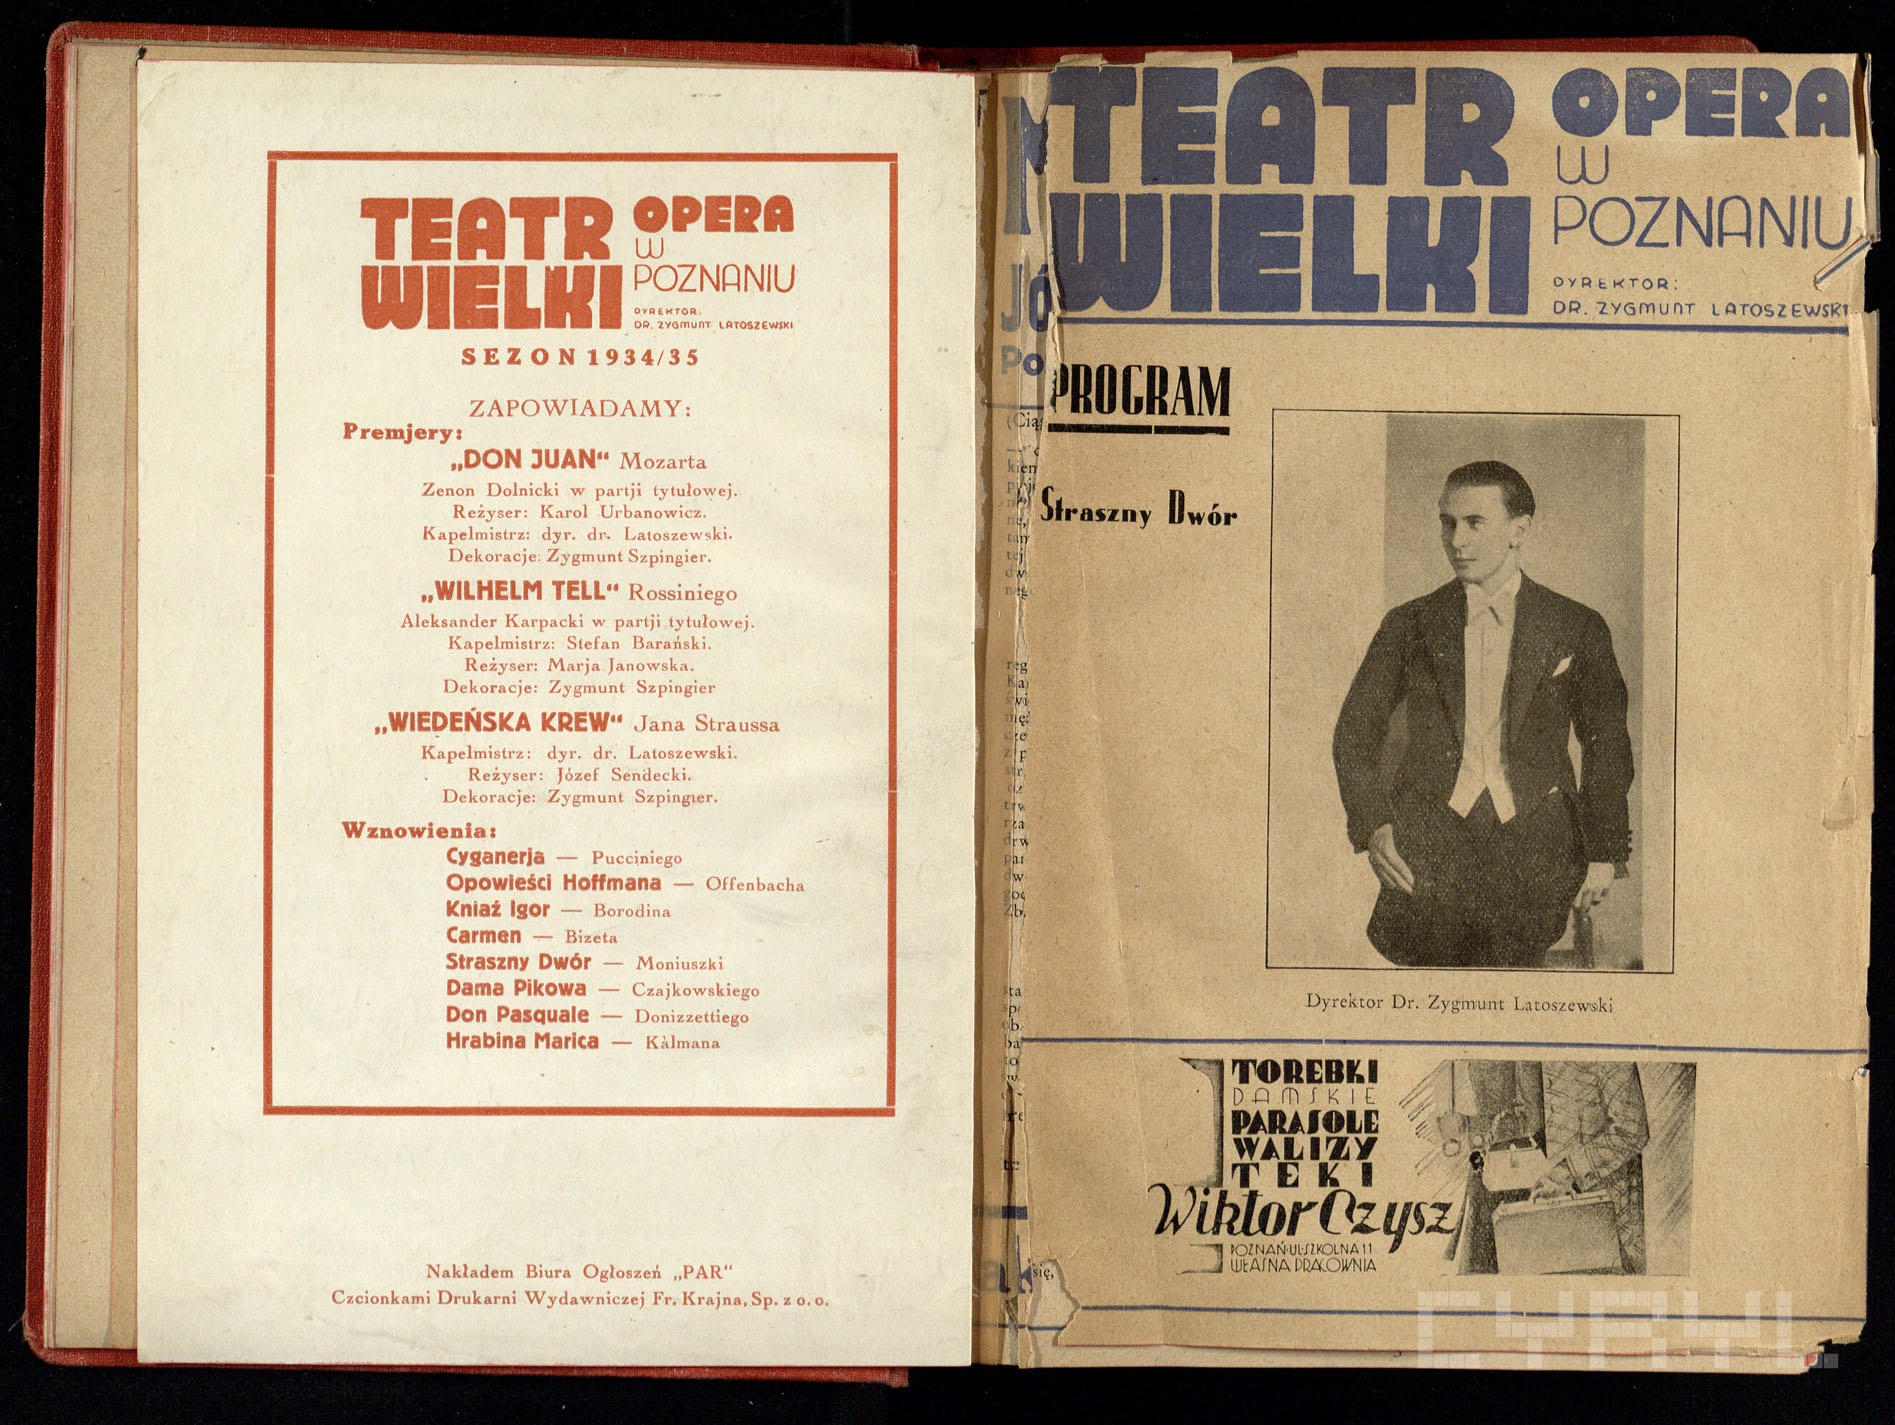 TEATR WIELKI
OPERA
W
POZNANIU
DYREKTOR:
DR. ZYGMUNT LATOSZEWSKI
SEZON 1934/35
ZAPOWIADAMY:
Premjery:
„DON JUAN“ Mozarta
Zenon Dolnicki w partji tytułowej.
Reżyser: Karol Urbanowicz.
Kapelmistrz: dyr. dr. Latoszewski.
Dekoracje: Zygmunt Szpingier.
„WILHELM TELL“ Rossiniego
Aleksander Karpacki w partji tytułowej.
Kapelmistrz: Stefan Barański.
Reżyser: Marja Janowska.
Dekoracje: Zygmunt Szpingier
„WIEDEŃSKA KREW“ Jana Straussa
Kapelmistrz: dyr. dr. Latoszewski.
Reżyser: Józef Sendecki.
Dekoracje: Zygmunt Szpingier.
Wznowienia:
Cyganerja — Pucciniego
Opowieści Hoffmana — Offenbacha
Kniaź Igor — Borodina
Carmen — Bizeta
Straszny Dwór — Moniuszki
Dama Pikowa — Czajkowskiego
Don Pasquale — Donizzettiego
Hrabina Marica — Kàlmana
Nakładem Biura Ogłoszeń „PAR“
Czcionkami Drukarni Wydawniczej Fr. Krajna, Sp. z o. o.
TEATR
WIELKI
OPERA
W
POZNANIU
DYREKTOR:
DR. ZYGMUNT LATOSZEWSKI
PROGRAM
Straszny Dwór
Dyrektor Dr. Zygmunt Latoszewski
TOREBKI
DAMSKIE
PARASOLE
WALIZY
TEKI
Wiktor Czysz
POZNAŃ·UL·SZKOLNA 11
WŁASNA PRACOWNIA
CYRYL